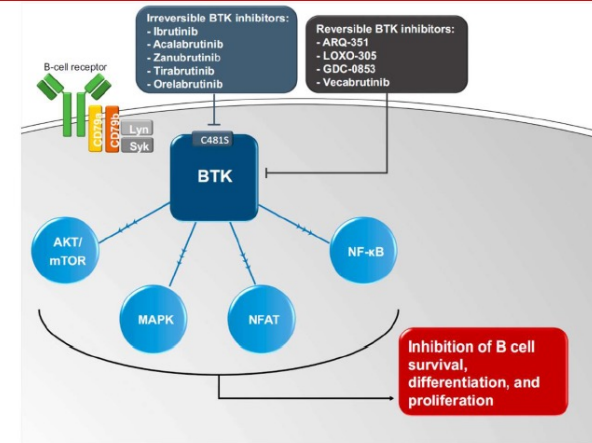 Irreversible BTK inhibitors:
- Ibrutinib
- Acalabrutinib
- Zanubrutinib
- Tirabrutinib
- Orelabrutinib
Reversible BTK inhibitors:
- ARQ-351
- LOXO-305
- GDC-0853
- Vecabrutinib
B-cell receptor
CD79a
CD79b
Lyn
Syk
C481S
BTK
AKT/
mTOR
MAPK
NFAT
NF-κB
Inhibition of B cell
survival,
differentiation, and
proliferation